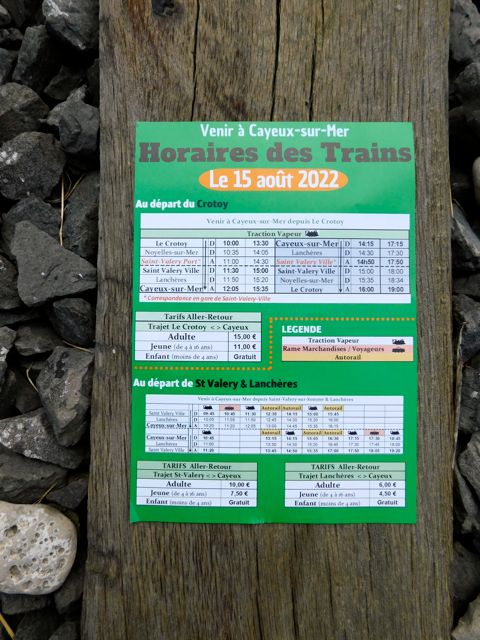 Venir à Cayeux-sur-Mer
Horaires des Trains
Le 15 août 2022
Au départ du Crotoy
Venir à Cayeux-sur-Mer depuis Le Crotoy
Traction Vapeur
Le Crotoy D 10:00 13:30 Cayeux-sur-Mer D 14:15 17:15
Noyelles-sur-Mer D 10:35 14:05 Lanchères D 14:30 17:30
Saint-Valery Port* A 11:00 14:30 Saint-Valery Ville* A 14h50 17:50
Saint Valery Ville D 11:30 15:00 Saint-Valery Ville D 15:00 18:00
Lanchères D 11:50 15:20 Noyelles-sur-Mer D 15:35 18:34
Cayeux-sur-Mer A 12:05 15:35 Le Crotoy A 16:00 19:00
* Correspondance en gare de Saint-Valery-Ville
Tarifs Aller-Retour
Trajet Le Crotoy <> Cayeux
Adulte 15,00 €
Jeune (de 4 à 16 ans) 11,00 €
Enfant (moins de 4 ans) Gratuit
LEGENDE
Traction Vapeur
Rame Marchandises / Voyageurs
Autorail
Au départ de St Valery & Lanchères
Venir à Cayeux-sur-Mer depuis Saint-Valery-sur-Somme & Lanchères
Autorail Autorail Autorail
Saint Valery Ville D
Lanchères D
Cayeux-sur-Mer A
Autorail Autorail Autorail Autorail
Cayeux-sur-Mer D
Lanchères D
Saint Valery Ville A
TARIFS Aller-Retour
Trajet St-Valery <> Cayeux
Adulte 10,00 €
Jeune (de 4 à 16 ans) 7,50 €
Enfant (moins de 4 ans) Gratuit
TARIFS Aller-Retour
Trajet Lanchères <> Cayeux
Adulte 6,00 €
Jeune (de 4 à 16 ans) 4,50 €
Enfant (moins de 4 ans) Gratuit